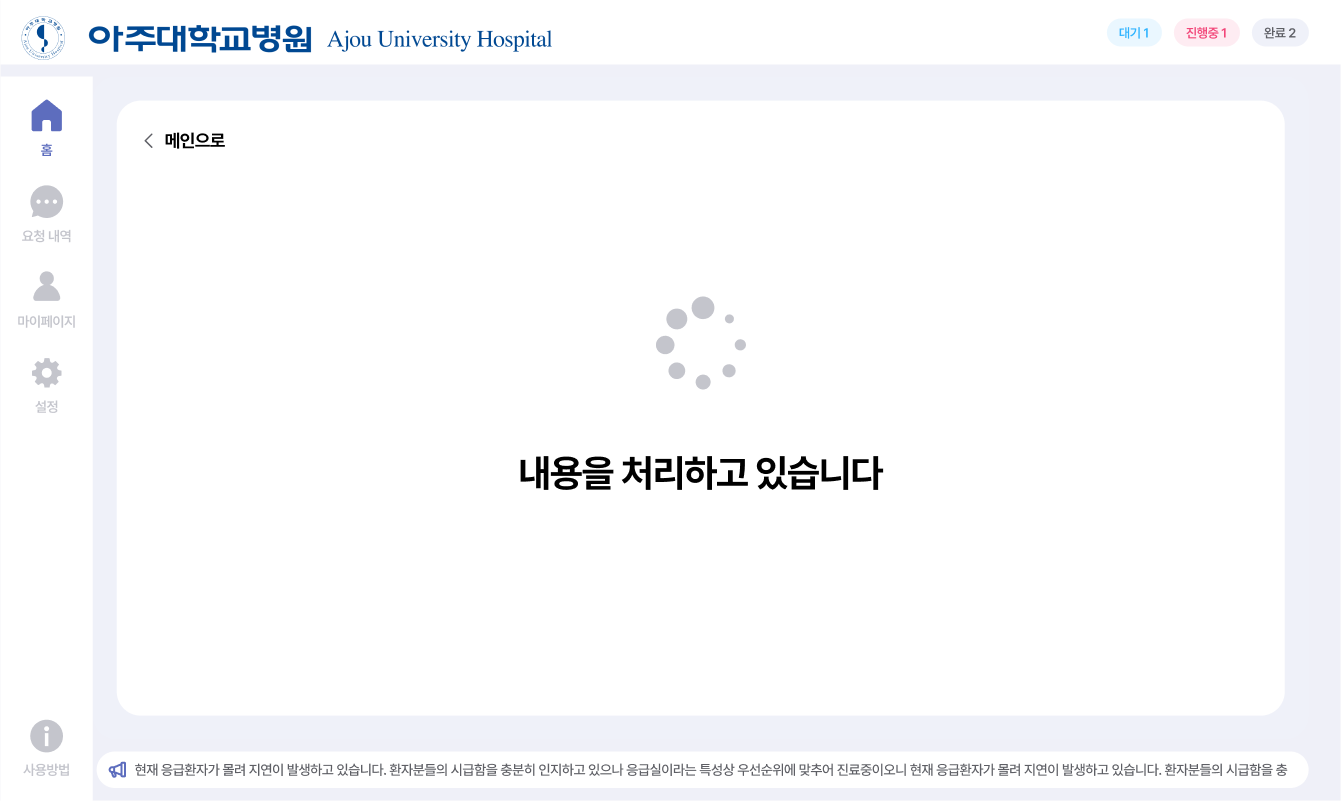 아주대학교병원 Ajou University Hospital
대기 1
진행중 1
완료 2
홈
요청 내역
마이페이지
설정
사용방법
메인으로
내용을 처리하고 있습니다
현재 응급환자가 몰려 지연이 발생하고 있습니다. 환자분들의 시급함을 충분히 인지하고 있으나 응급실이라는 특성상 우선순위에 맞추어 진료중이오니 현재 응급환자가 몰려 지연이 발생하고 있습니다. 환자분들의 시급함을 충